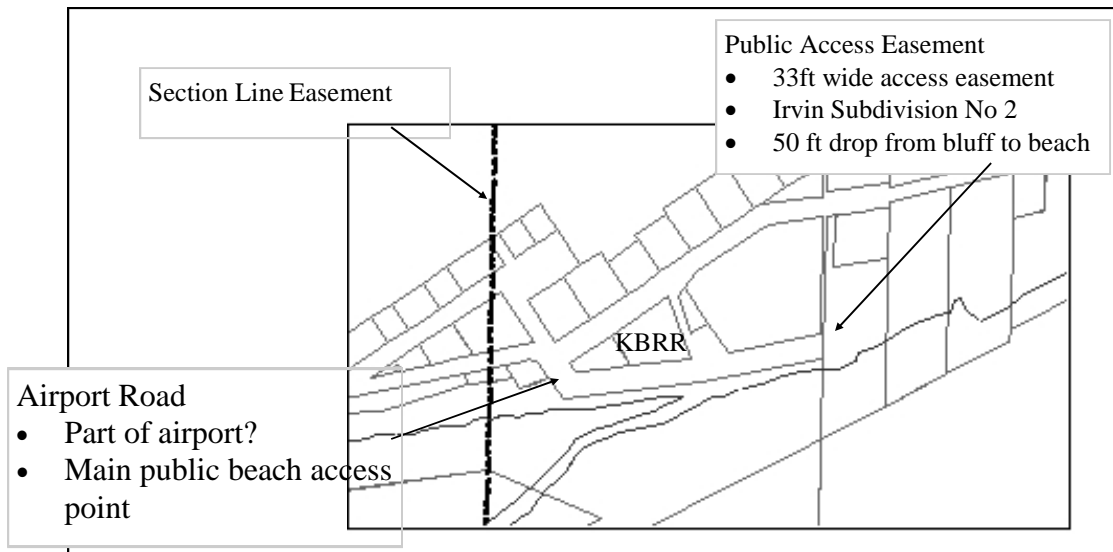 Public Access Easement
• 33ft wide access easement
• Irvin Subdivision No 2
• 50 ft drop from bluff to beach
Section Line Easement
KBRR
Airport Road
• Part of airport?
• Main public beach access
point